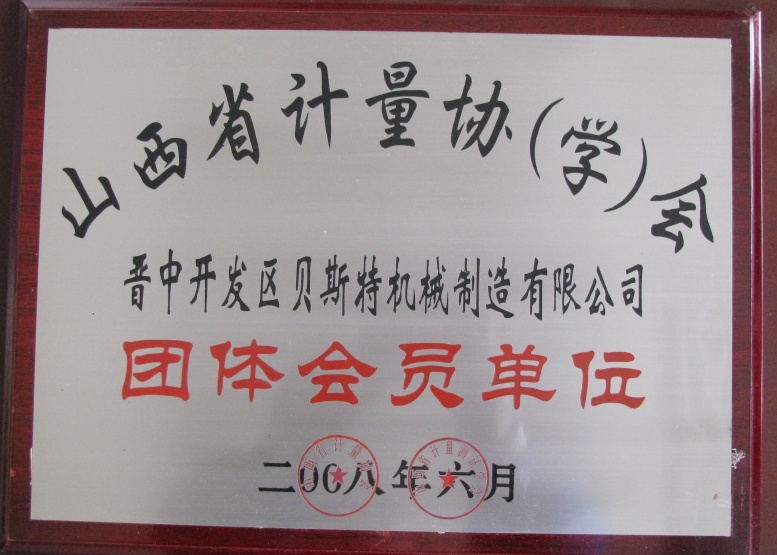 山西省计量协(学)会
晋中开发区贝斯特机械制造有限公司
团体会员单位
二00八年六月